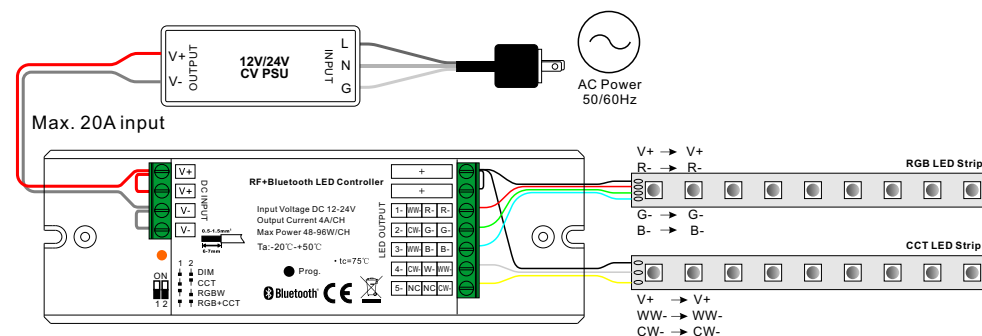 V+
V-
OUTPUT
12V/24V
CV PSU
INPUT
L
N
G
AC Power
50/60Hz
Max. 20A input
V+
V+
V-
V-
DC INPUT
0.5-1.5mm²
6-7mm
RF+Bluetooth LED Controller
Input Voltage DC 12-24V
Output Current 4A/CH
Max Power 48-96W/CH
Ta:-20℃-+50℃
• tc=75℃
Prog.
Bluetooth®
CE
ON
1 2
1 2
DIM
CCT
RGBW
RGB+CCT
LED OUTPUT
+
+
1- WW- R- R-
2- CW- G- G-
3- WW- B- B-
4- CW- W- WW-
5- NC NC CW-
V+ → V+
R- → R-
RGB LED Strip
G- → G-
B- → B-
CCT LED Strip
V+ → V+
WW- → WW-
CW- → CW-